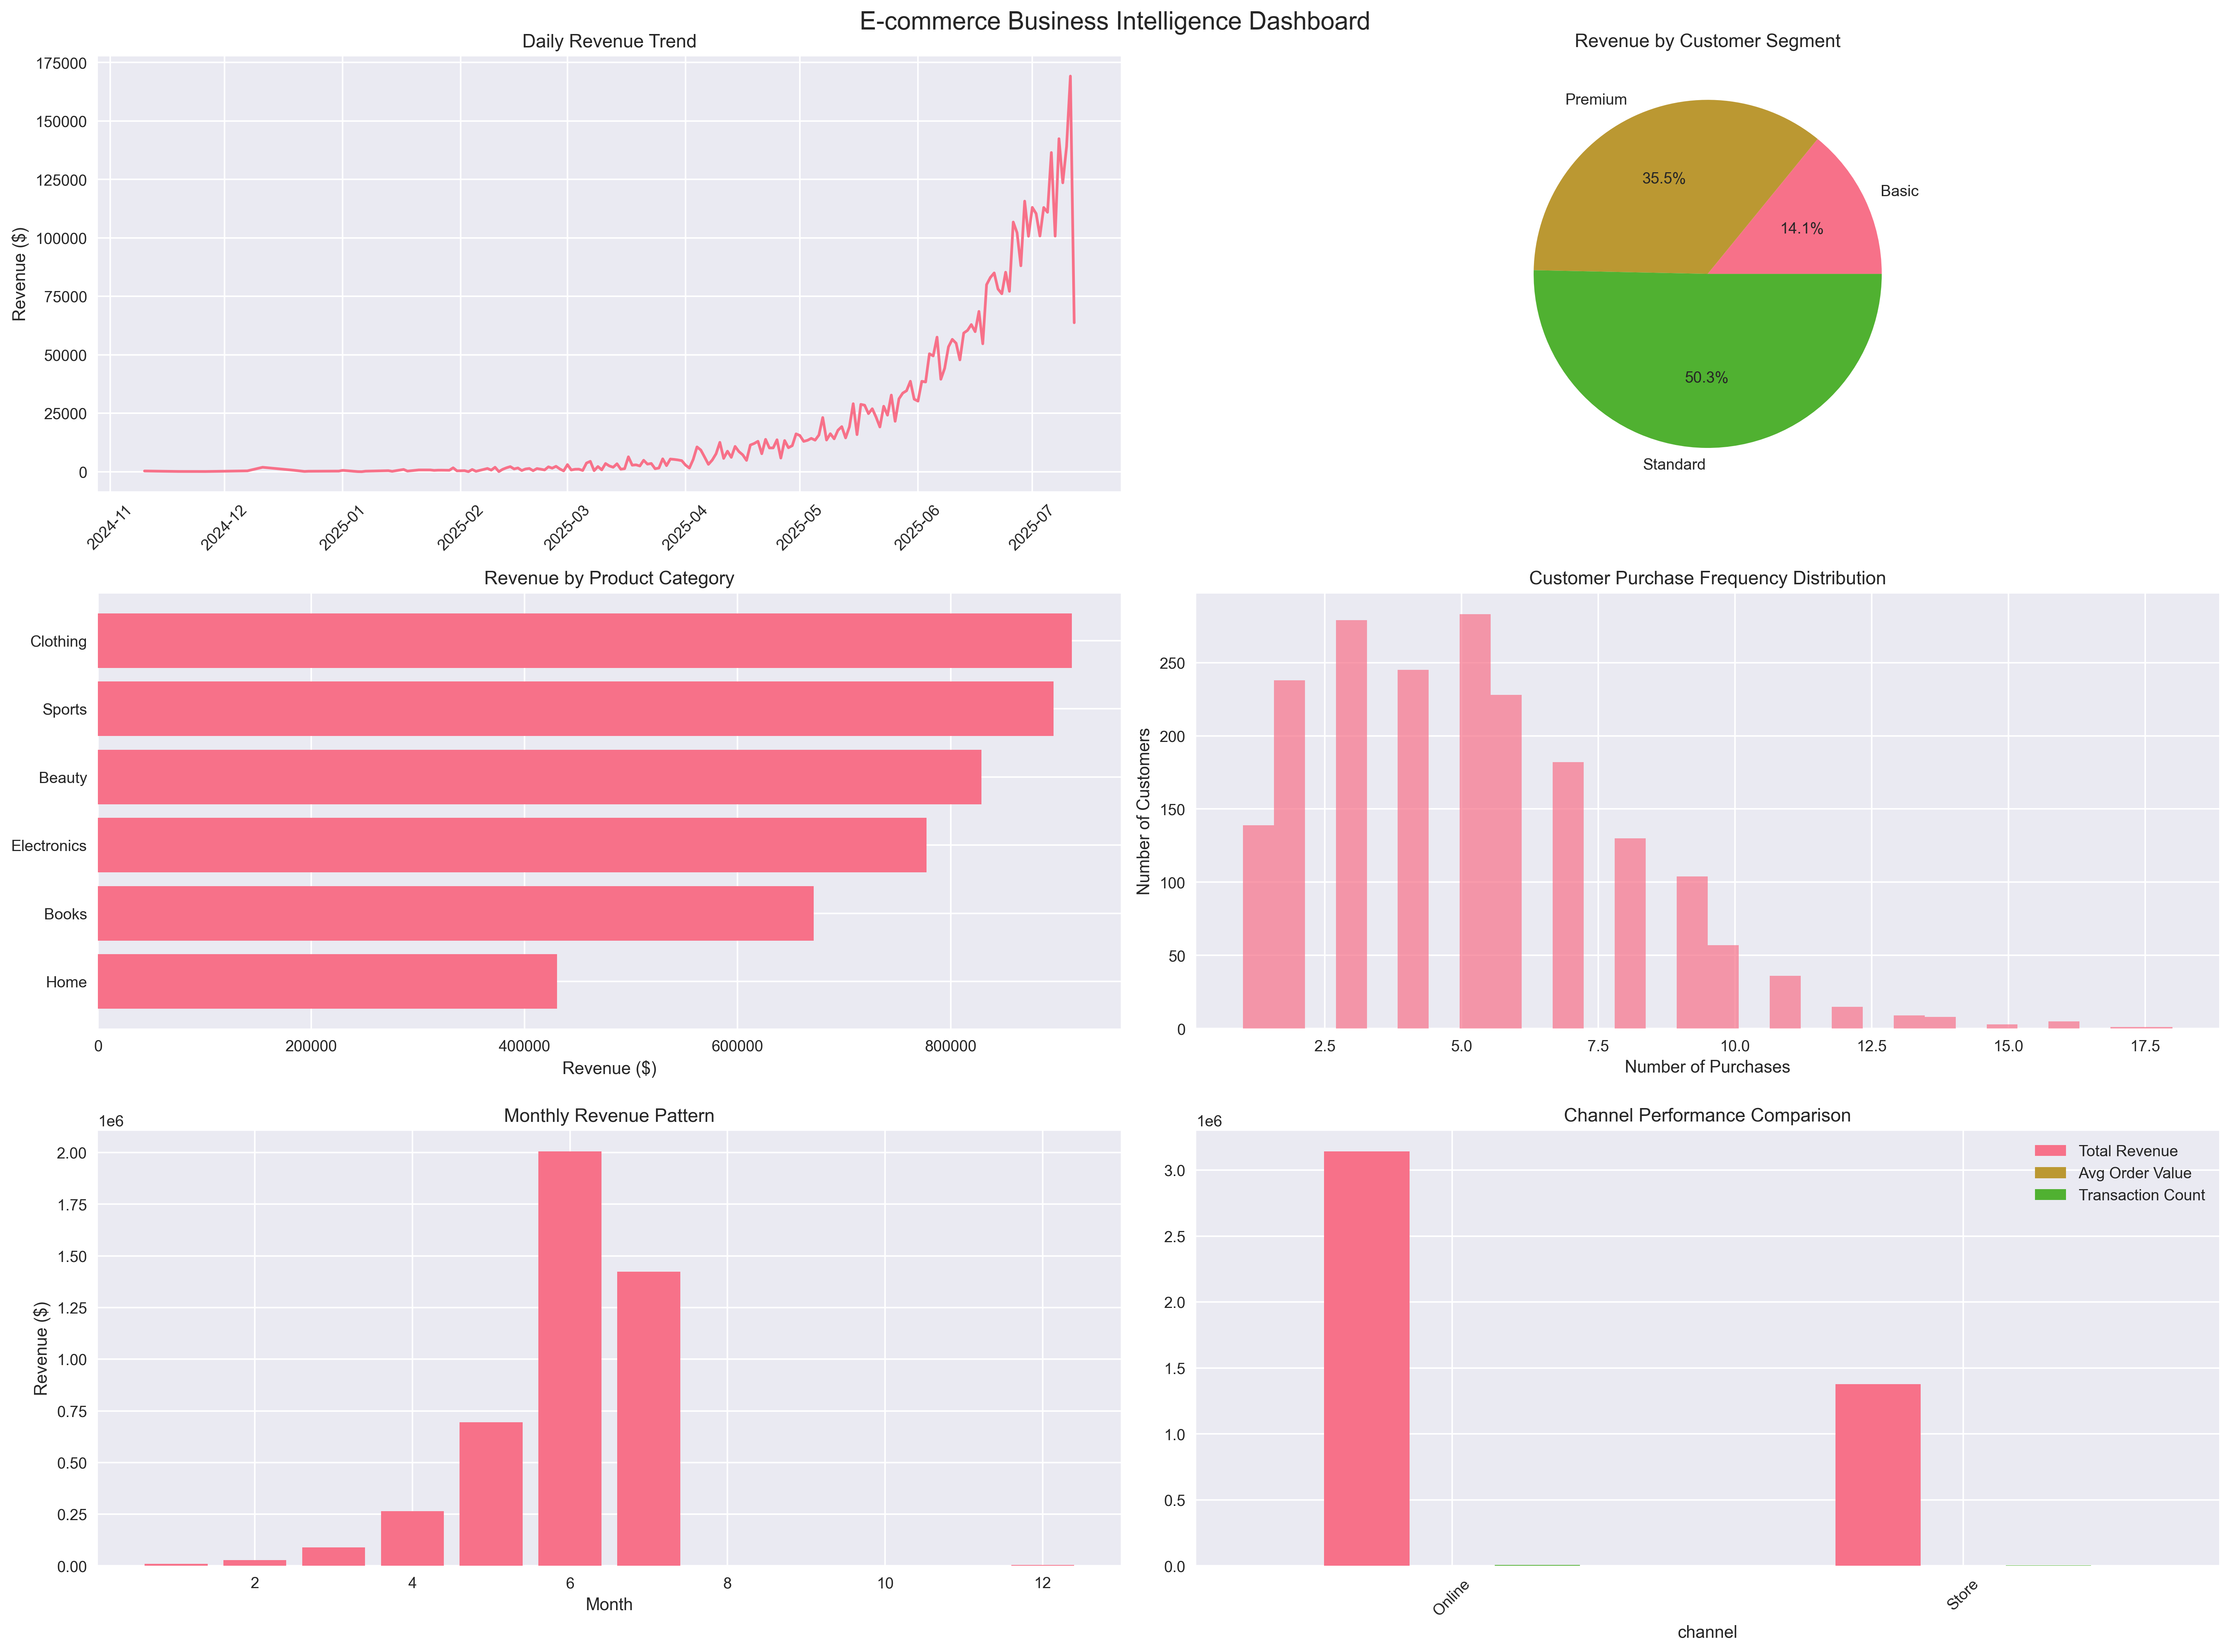 E-commerce Business Intelligence Dashboard
Daily Revenue Trend
Revenue ($)
175000
150000
125000
100000
75000
50000
25000
0
2024-11
2024-12
2025-01
2025-02
2025-03
2025-04
2025-05
2025-06
2025-07
Revenue by Customer Segment
Premium
35.5%
Basic
14.1%
50.3%
Standard
Revenue by Product Category
Clothing
Sports
Beauty
Electronics
Books
Home
0
200000
400000
600000
800000
Revenue ($)
Customer Purchase Frequency Distribution
Number of Customers
250
200
150
100
50
0
2.5
5.0
7.5
10.0
12.5
15.0
17.5
Number of Purchases
Monthly Revenue Pattern
1e6
Revenue ($)
2.00
1.75
1.50
1.25
1.00
0.75
0.50
0.25
0.00
2
4
6
8
10
12
Month
Channel Performance Comparison
1e6
3.0
2.5
2.0
1.5
1.0
0.5
0.0
Total Revenue
Avg Order Value
Transaction Count
Online
Store
channel